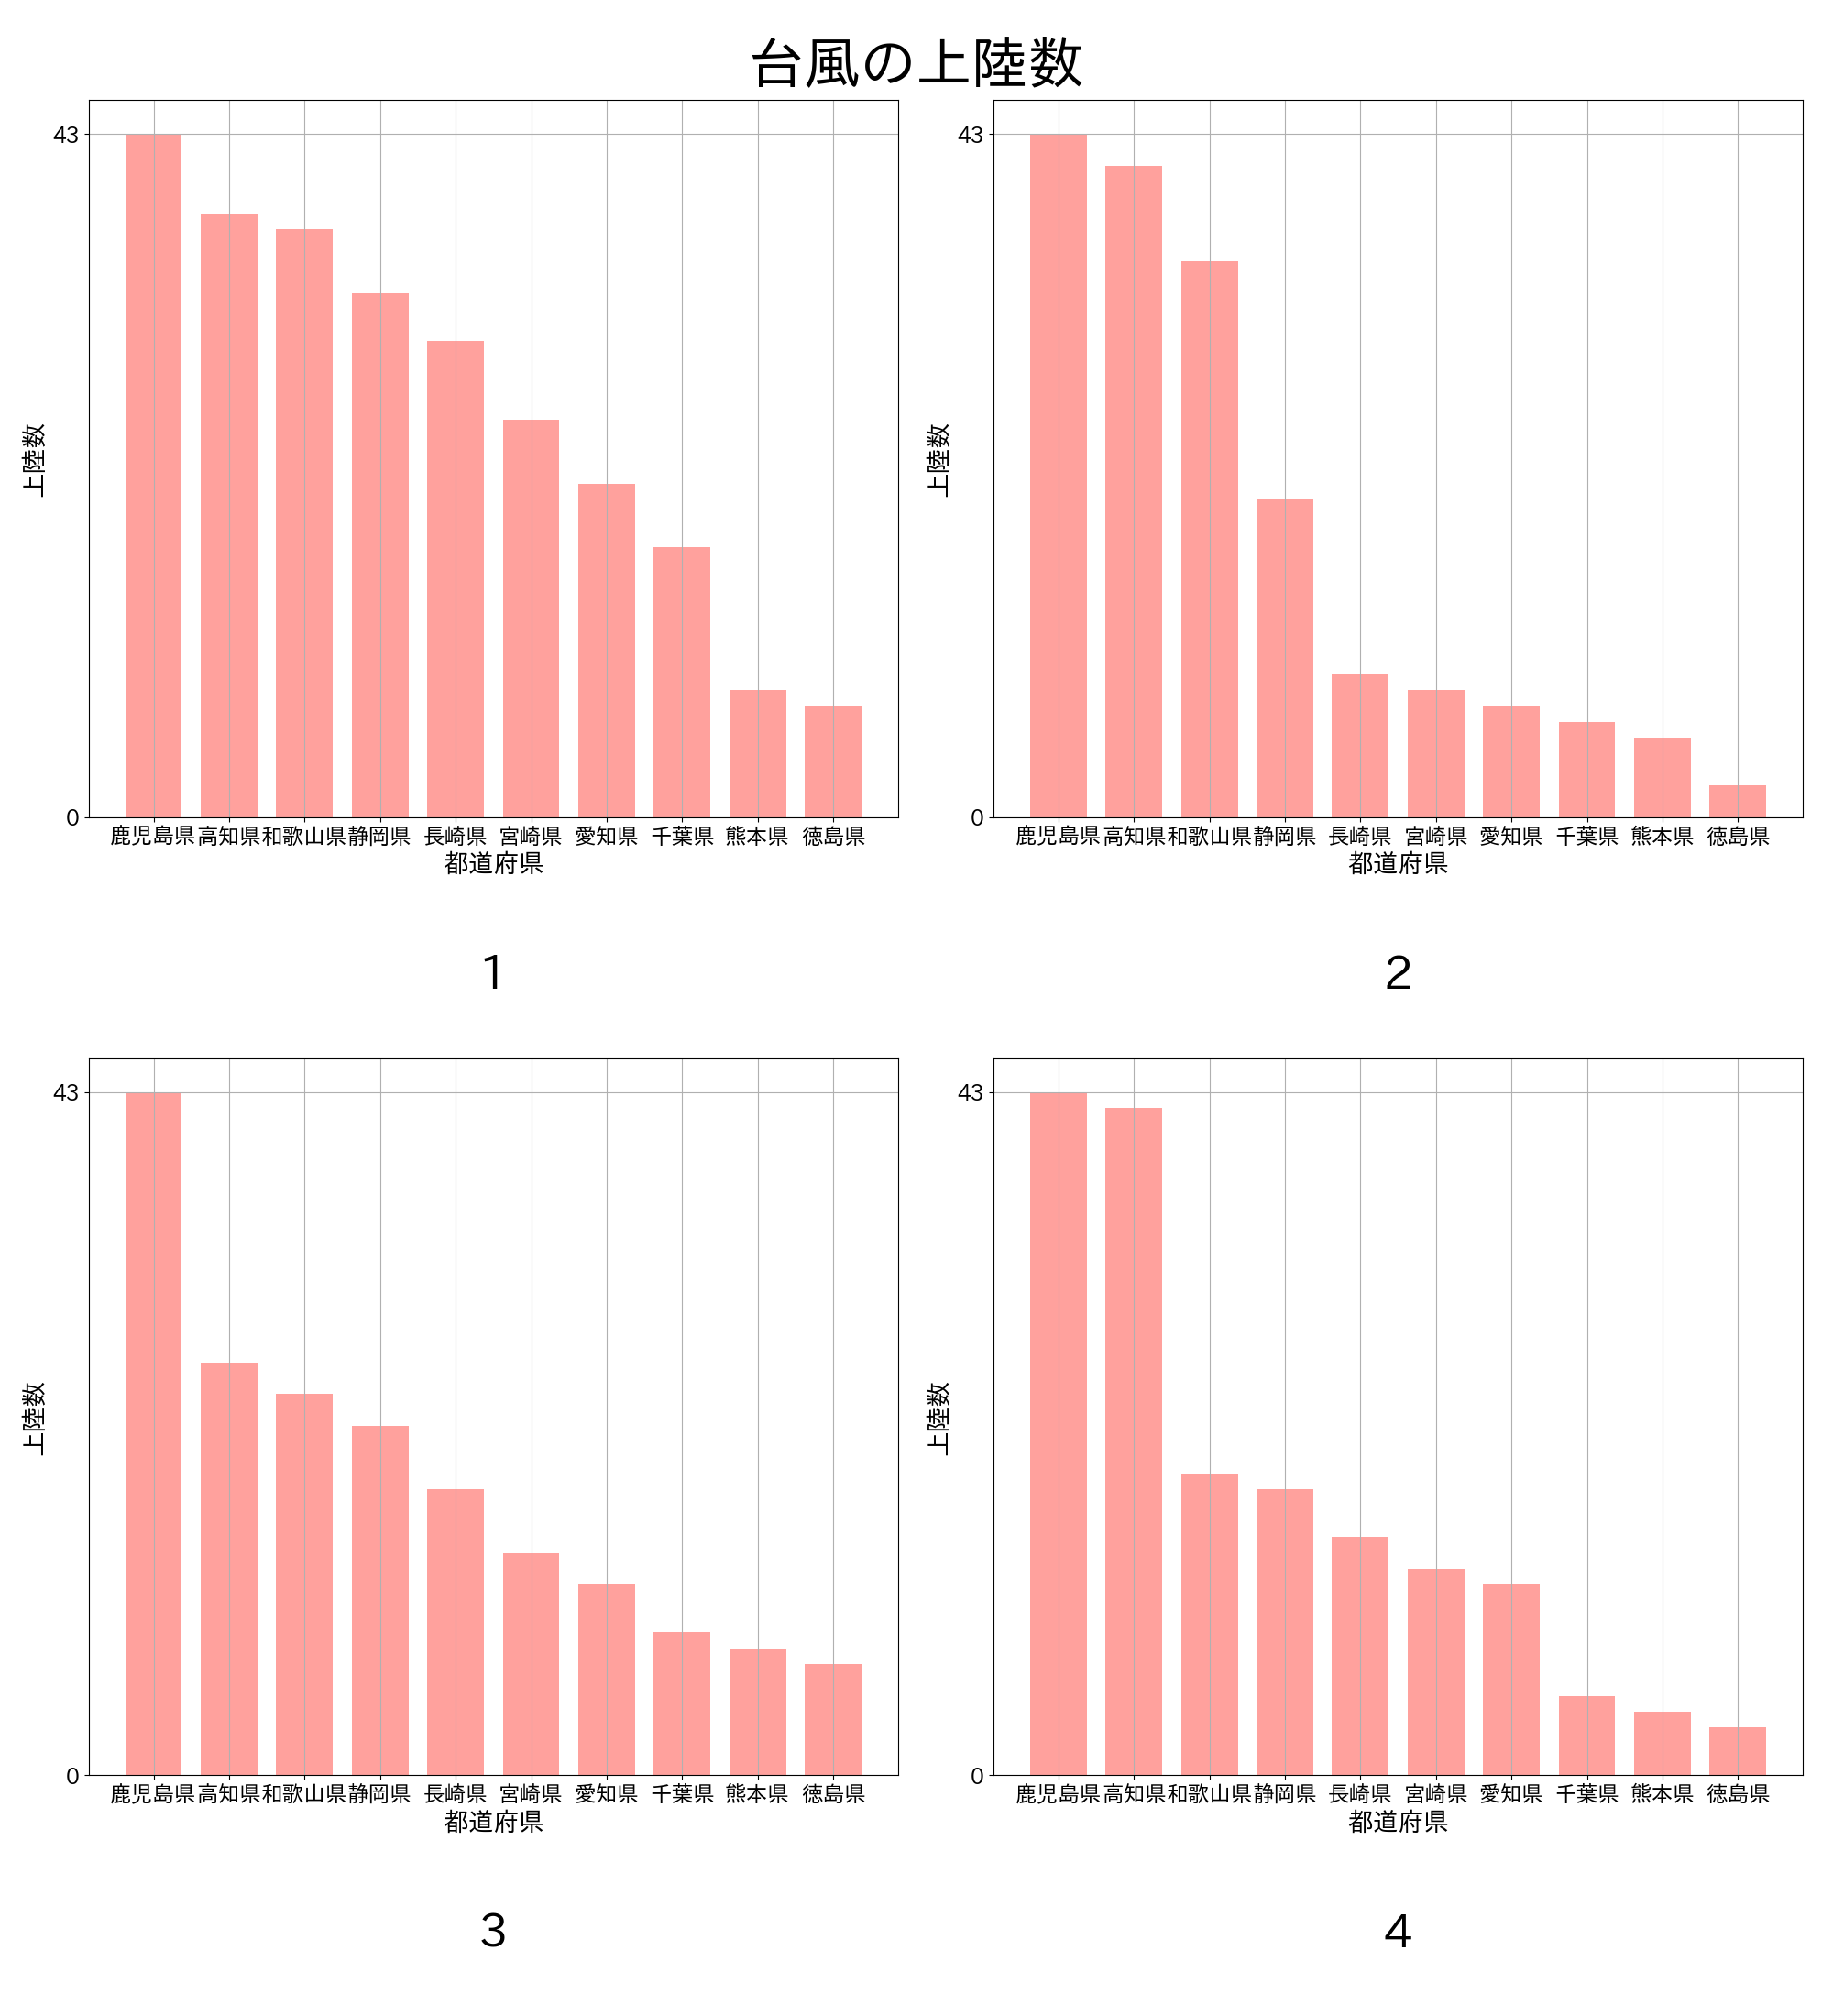 台風の上陸数
43
0
上陸数
鹿児島県 高知県 和歌山県 静岡県 長崎県 宮崎県 愛知県 千葉県 熊本県 徳島県
都道府県
1
43
0
上陸数
鹿児島県 高知県 和歌山県 静岡県 長崎県 宮崎県 愛知県 千葉県 熊本県 徳島県
都道府県
2
43
0
上陸数
鹿児島県 高知県 和歌山県 静岡県 長崎県 宮崎県 愛知県 千葉県 熊本県 徳島県
都道府県
3
43
0
上陸数
鹿児島県 高知県 和歌山県 静岡県 長崎県 宮崎県 愛知県 千葉県 熊本県 徳島県
都道府県
4